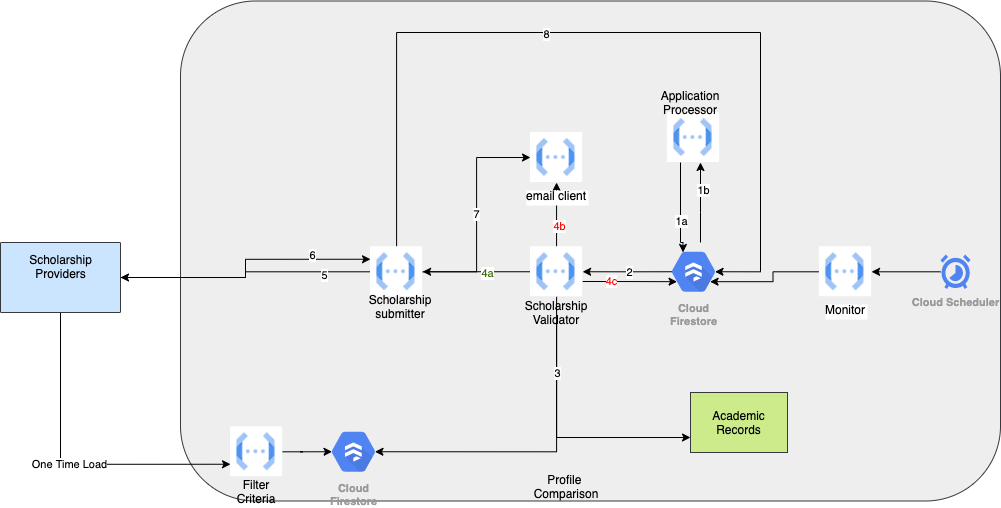 8
Application
Processor
email client
1b
1a
7
4b
Scholarship
Providers
6
5
4a
2
4c
Scholarship
submitter
Scholarship
Validator
Cloud
Firestore
Monitor
Cloud Scheduler
3
Academic
Records
One Time Load
Filter
Criteria
Cloud
Firestore
Profile
Comparison